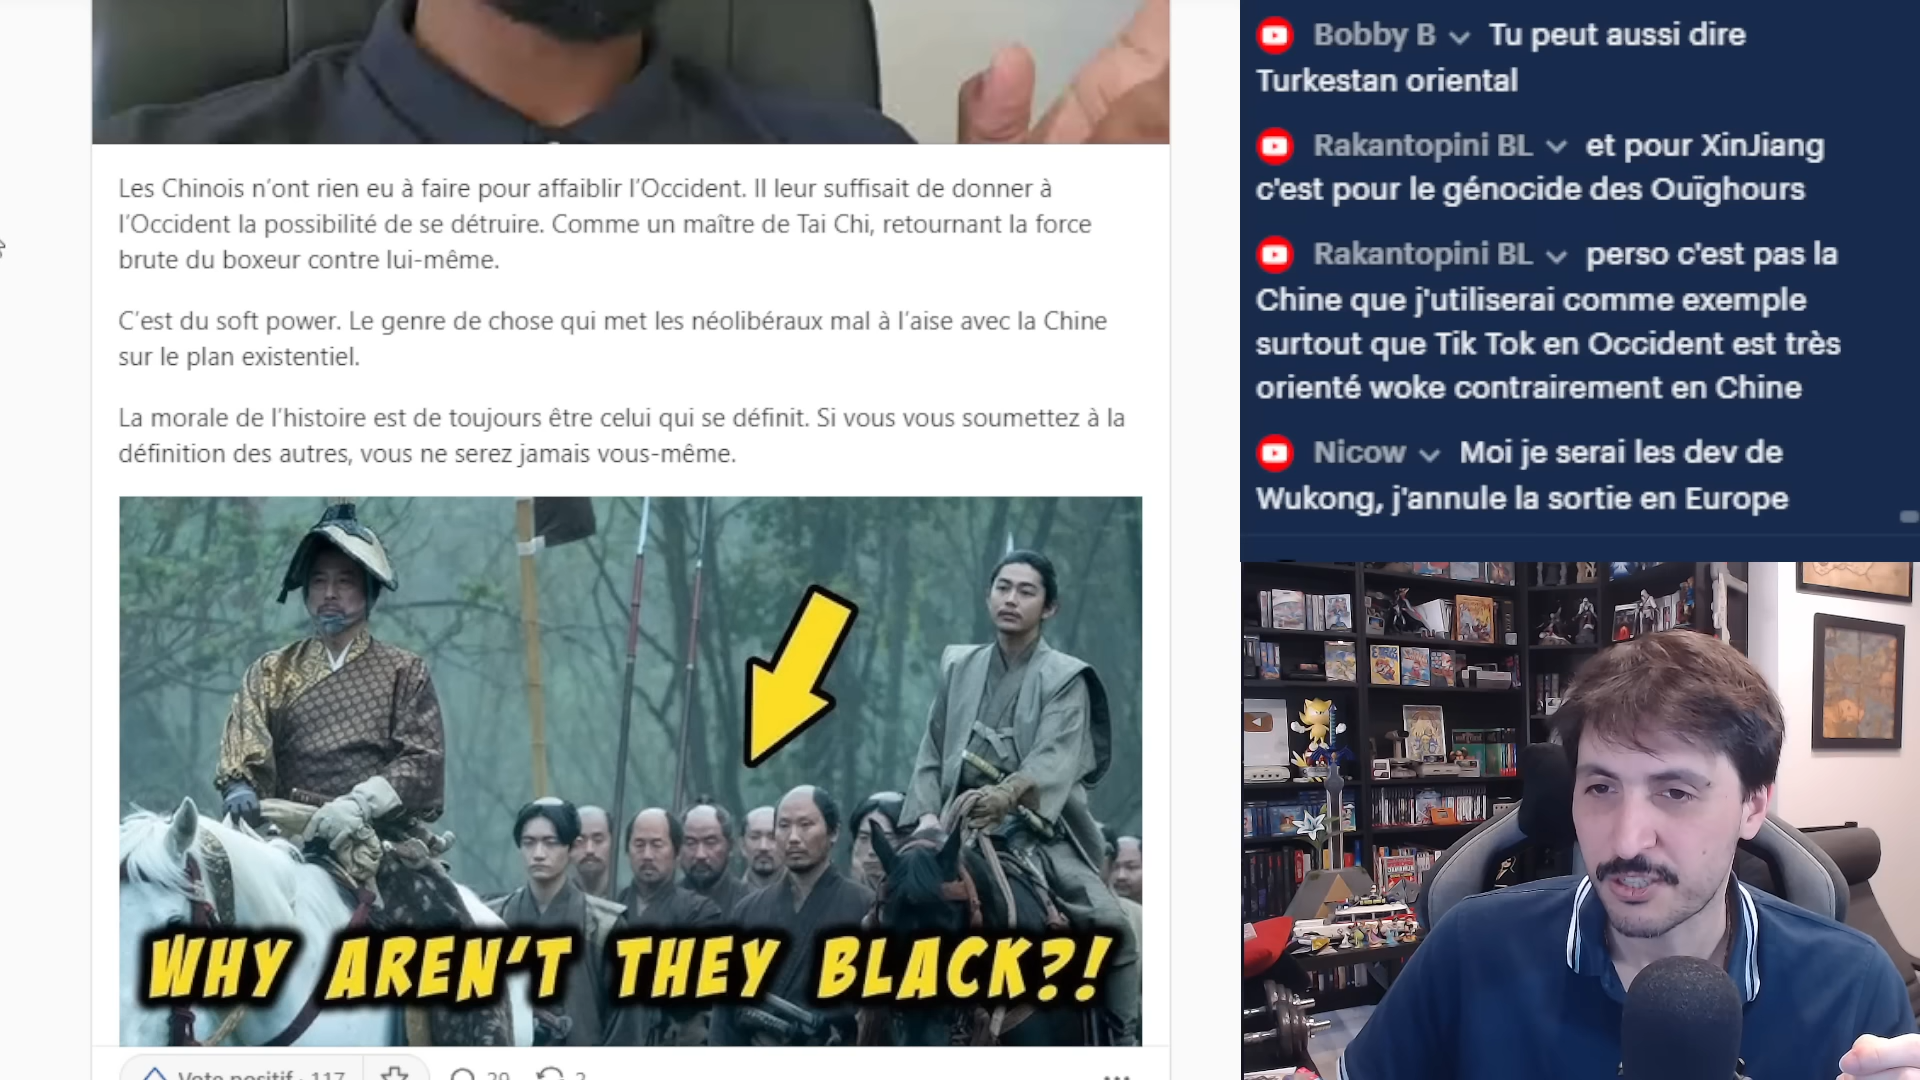 Les Chinois n’ont rien eu à faire pour affaiblir l’Occident. Il leur suffisait de donner à
l’Occident la possibilité de se détruire. Comme un maître de Tai Chi, retournant la force
brute du boxeur contre lui-même.
C’est du soft power. Le genre de chose qui met les néolibéraux mal à l’aise avec la Chine
sur le plan existentiel.
La morale de l’histoire est de toujours être celui qui se définit. Si vous vous soumettez à la
définition des autres, vous ne serez jamais vous-même.
WHY AREN'T THEY BLACK?!
Vote positif · 117
Bobby B Tu peut aussi dire
Turkestan oriental
Rakantopini BL et pour XinJiang
c'est pour le génocide des Ouïghours
Rakantopini BL perso c'est pas la
Chine que j'utiliserai comme exemple
surtout que Tik Tok en Occident est très
orienté woke contrairement en Chine
Nicow Moi je serai les dev de
Wukong, j'annule la sortie en Europe